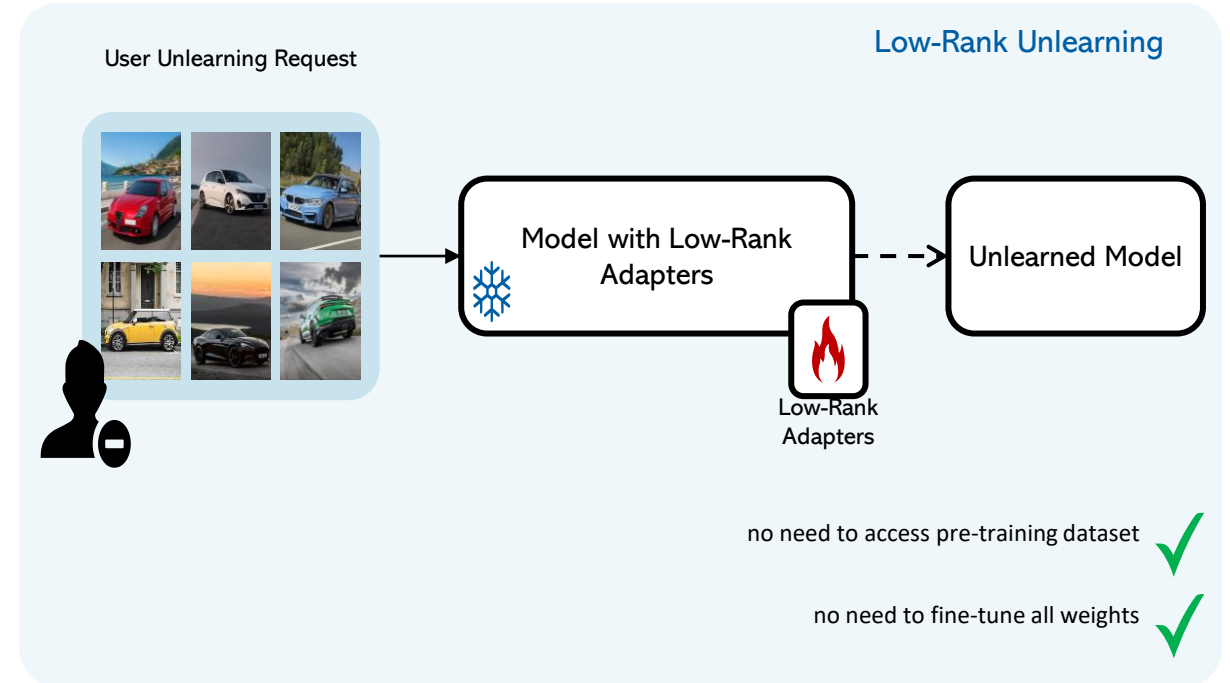 Low-Rank Unlearning
User Unlearning Request
Model with Low-Rank
Adapters
Unlearned Model
Low-Rank
Adapters
no need to access pre-training dataset
no need to fine-tune all weights